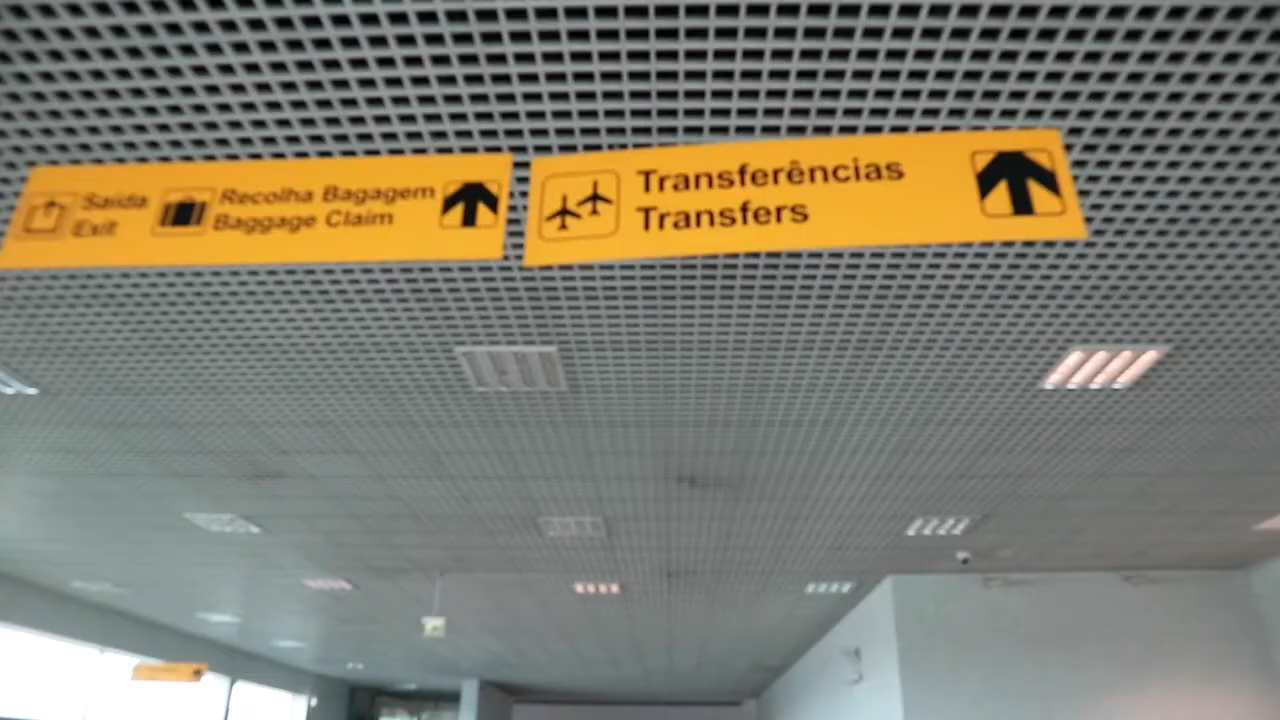 Saída
Exit
Recolha Bagagem
Baggage Claim
Transferências
Transfers